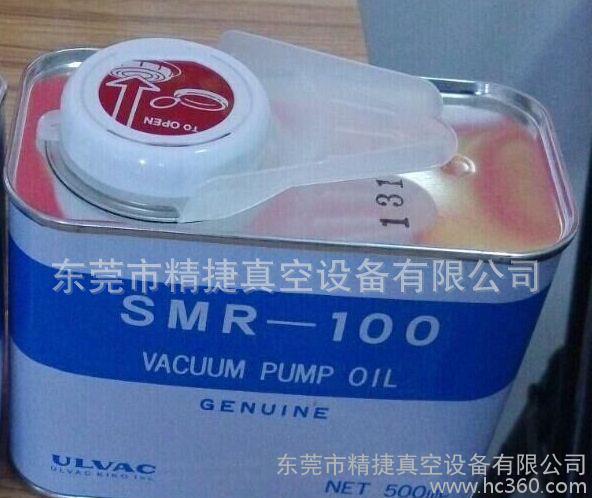 TO OPEN
131
东莞市精捷真空设备有限公司
SMR-100
VACUUM PUMP OIL
GENUINE
ULVAC
ULVAC KIKO Inc.
东莞市精捷真空设备有限公司
NET 500
www.hc360.com